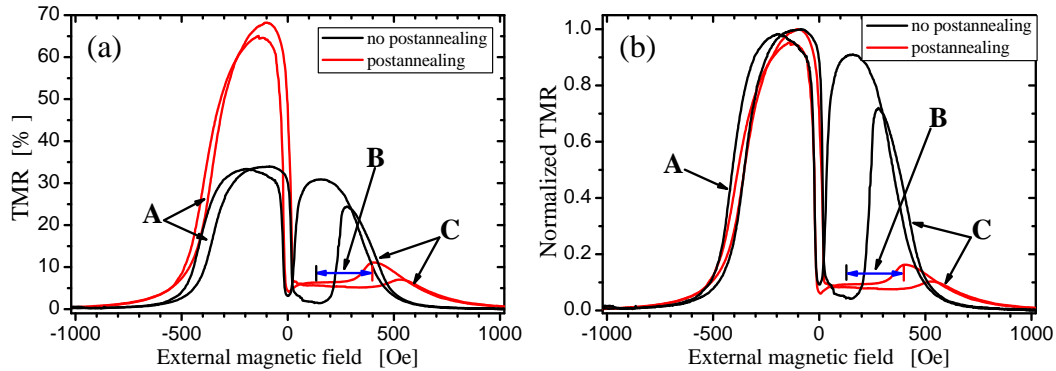 (a)
no postannealing
postannealing
A
B
C
TMR [%]
70
60
50
40
30
20
10
0
-1000
-500
0
500
1000
External magnetic field [Oe]
(b)
no postannealing
postannealing
A
B
C
Normalized TMR
1.0
0.8
0.6
0.4
0.2
0.0
-1000
-500
0
500
1000
External magnetic field [Oe]